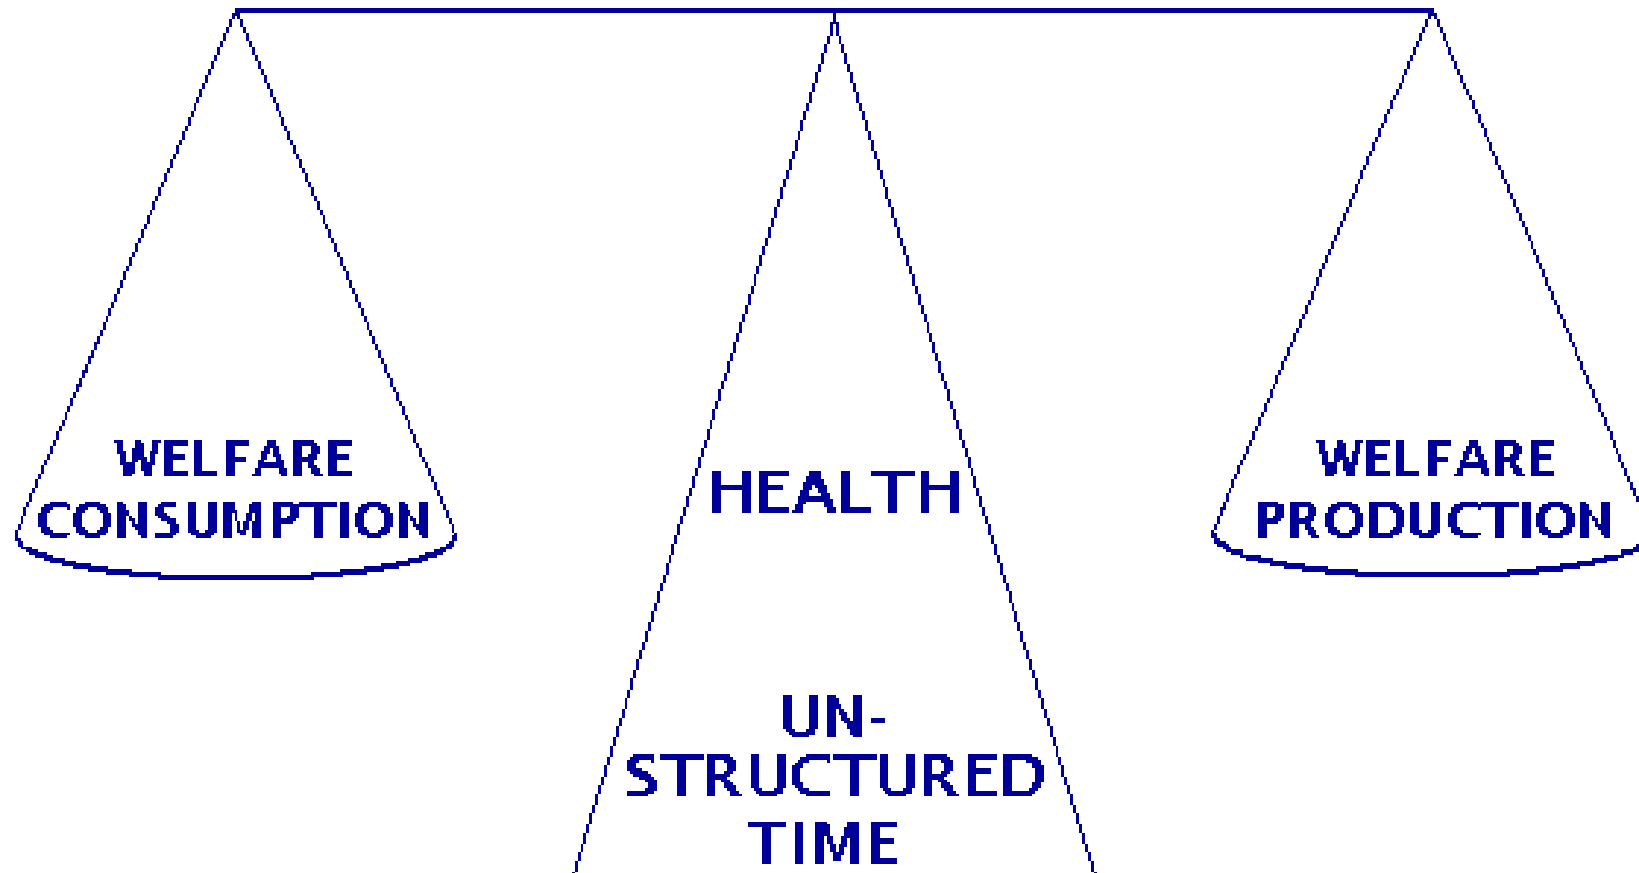 WELFARE
CONSUMPTION
HEALTH
WELFARE
PRODUCTION
UN-
STRUCTURED
TIME